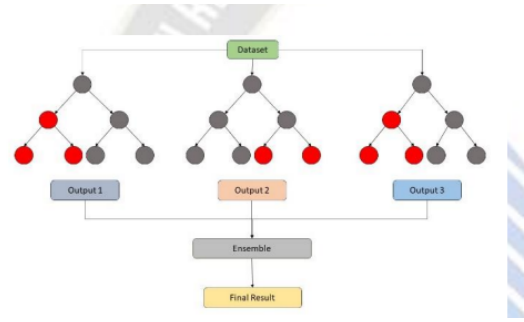 Dataset
Output 1
Output 2
Output 3
Ensemble
Final Result